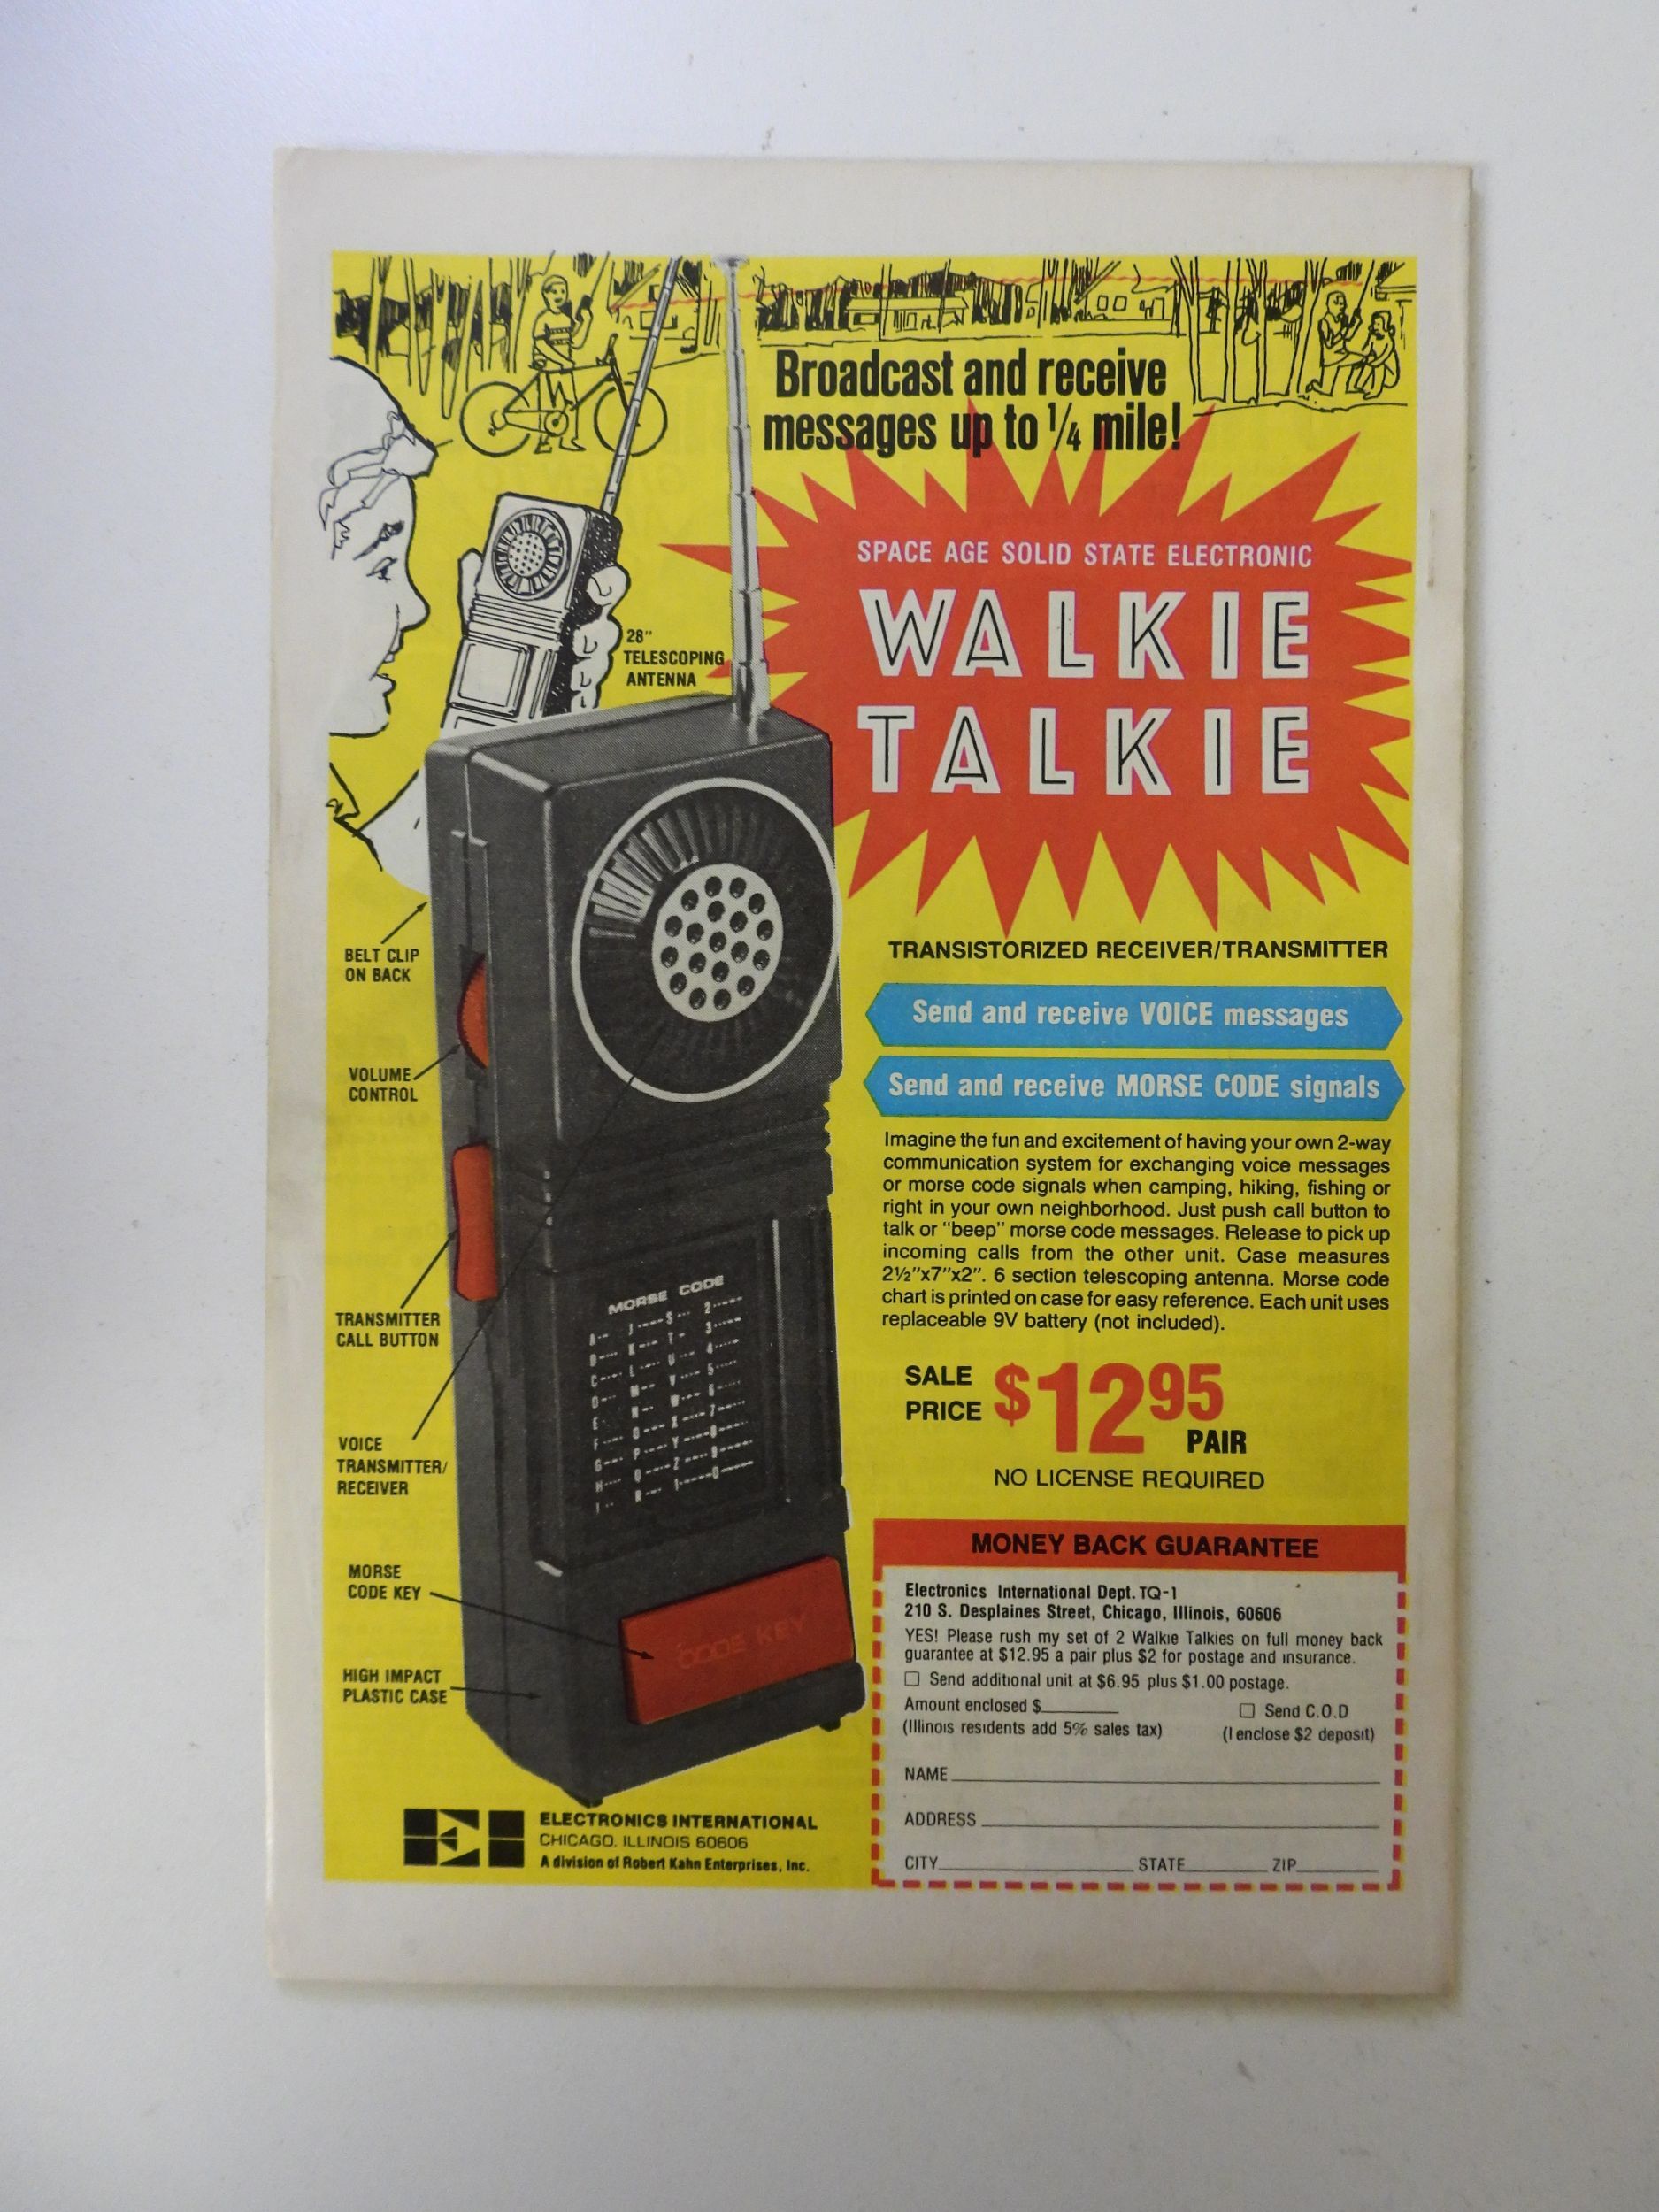 Broadcast and receive
messages up to 1/4 mile!
SPACE AGE SOLID STATE ELECTRONIC
WALKIE
TALKIE
28"
TELESCOPING
ANTENNA
BELT CLIP
ON BACK
VOLUME
CONTROL
TRANSMITTER
CALL BUTTON
VOICE
TRANSMITTER/
RECEIVER
MORSE
CODE KEY
HIGH IMPACT
PLASTIC CASE
MORSE CODE
CODE KEY
TRANSISTORIZED RECEIVER/TRANSMITTER
Send and receive VOICE messages
Send and receive MORSE CODE signals
Imagine the fun and excitement of having your own 2-way
communication system for exchanging voice messages
or morse code signals when camping, hiking, fishing or
right in your own neighborhood. Just push call button to
talk or "beep" morse code messages. Release to pick up
incoming calls from the other unit. Case measures
2½"x7"x2". 6 section telescoping antenna. Morse code
chart is printed on case for easy reference. Each unit uses
replaceable 9V battery (not included).
SALE
PRICE $12 95
PAIR
NO LICENSE REQUIRED
MONEY BACK GUARANTEE
Electronics International Dept. TQ-1
210 S. Desplaines Street, Chicago, Illinois, 60606
YES! Please rush my set of 2 Walkie Talkies on full money back
guarantee at $12.95 a pair plus $2 for postage and insurance.
☐ Send additional unit at $6.95 plus $1.00 postage.
Amount enclosed $________ ☐ Send C.O.D
(Illinois residents add 5% sales tax) (I enclose $2 deposit)
NAME
ADDRESS
CITY STATE ZIP
ELECTRONICS INTERNATIONAL
CHICAGO, ILLINOIS 60606
A division of Robert Kahn Enterprises, Inc.